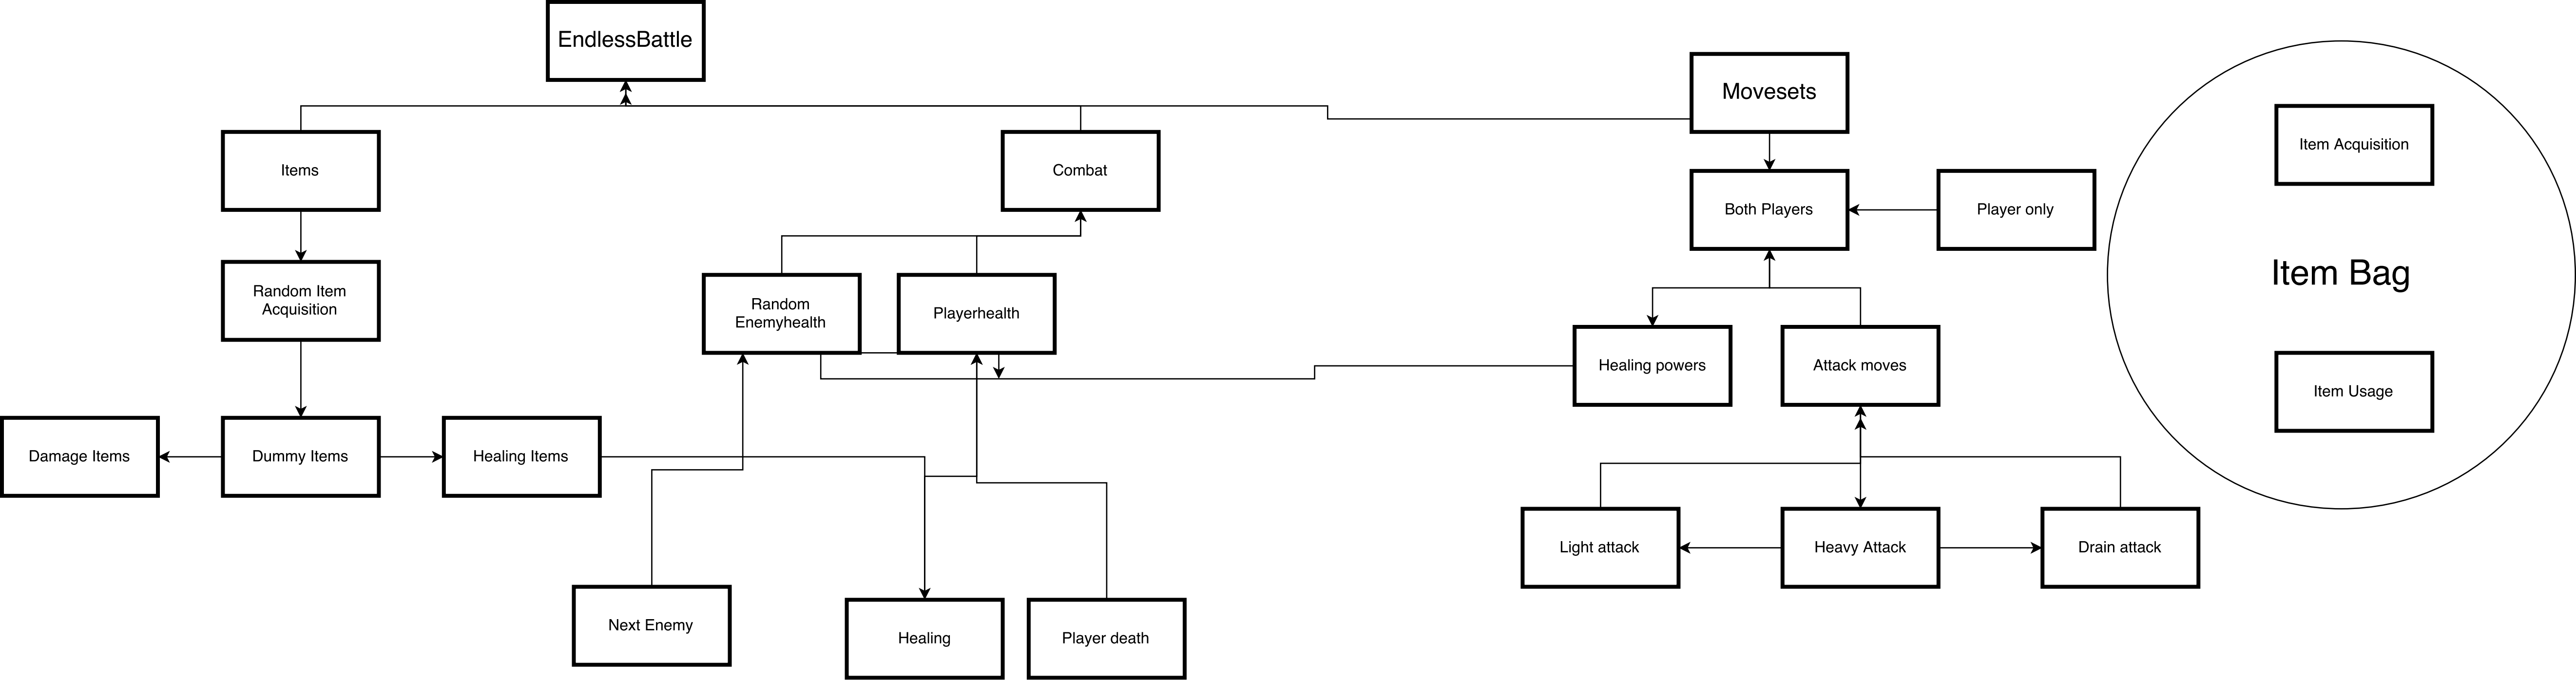 EndlessBattle
Movesets
Items
Combat
Item Acquisition
Both Players
Player only
Item Bag
Random Item
Acquisition
Random
Enemyhealth
Playerhealth
Healing powers
Attack moves
Item Usage
Damage Items
Dummy Items
Healing Items
Light attack
Heavy Attack
Drain attack
Next Enemy
Healing
Player death